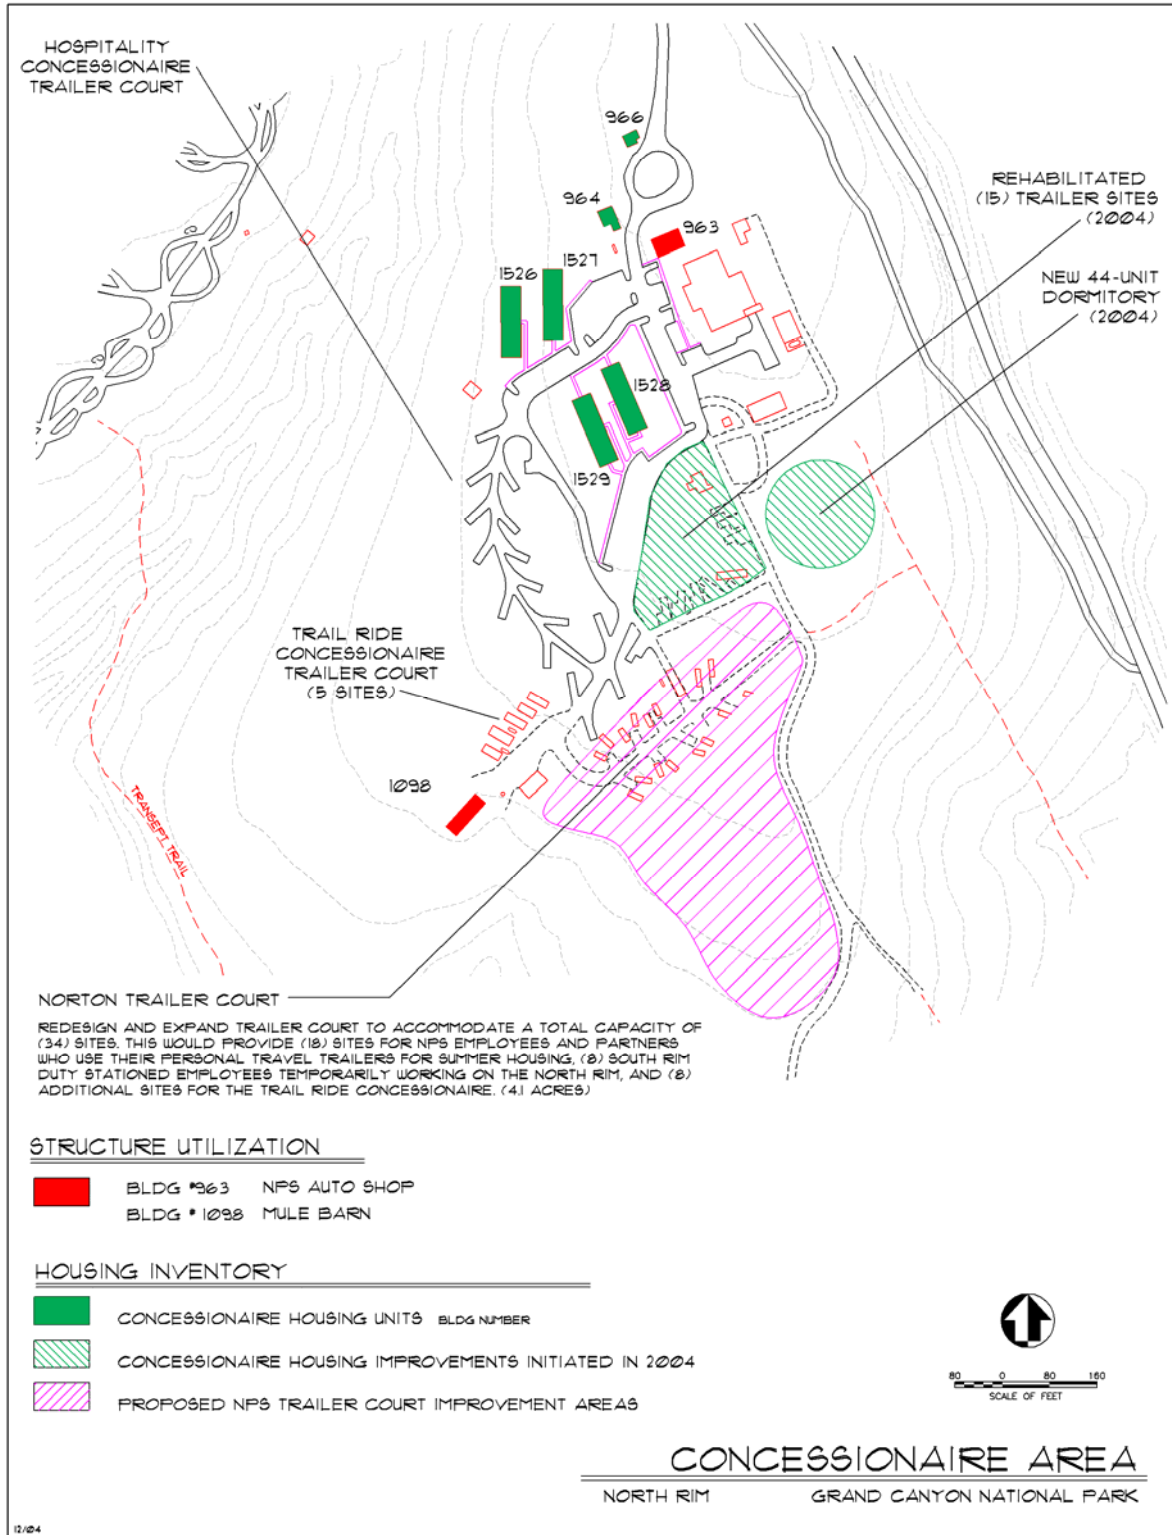 HOSPITALITY
CONCESSIONAIRE
TRAILER COURT
966
964
963
1526
1527
REHABILITATED
(15) TRAILER SITES
(2004)
NEW 44-UNIT
DORMITORY
(2004)
1528
1529
TRAIL RIDE
CONCESSIONAIRE
TRAILER COURT
(5 SITES)
1098
TRANSEPT TRAIL
NORTON TRAILER COURT
REDESIGN AND EXPAND TRAILER COURT TO ACCOMMODATE A TOTAL CAPACITY OF
(34) SITES. THIS WOULD PROVIDE (18) SITES FOR NPS EMPLOYEES AND PARTNERS
WHO USE THEIR PERSONAL TRAVEL TRAILERS FOR SUMMER HOUSING, (8) SOUTH RIM
DUTY STATIONED EMPLOYEES TEMPORARILY WORKING ON THE NORTH RIM, AND (8)
ADDITIONAL SITES FOR THE TRAIL RIDE CONCESSIONAIRE. (4.1 ACRES)
STRUCTURE UTILIZATION
BLDG #963 NPS AUTO SHOP
BLDG # 1098 MULE BARN
HOUSING INVENTORY
CONCESSIONAIRE HOUSING UNITS BLDG NUMBER
CONCESSIONAIRE HOUSING IMPROVEMENTS INITIATED IN 2004
PROPOSED NPS TRAILER COURT IMPROVEMENT AREAS
80 0 80 160
SCALE OF FEET
CONCESSIONAIRE AREA
NORTH RIM GRAND CANYON NATIONAL PARK
12/04